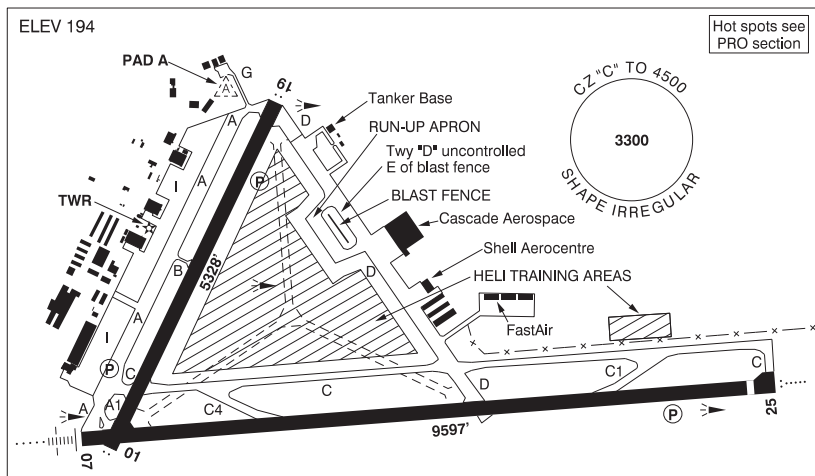 ELEV 194
Hot spots see
PRO section
PAD A
A
G
19
D
Tanker Base
RUN-UP APRON
Twy "D" uncontrolled
E of blast fence
BLAST FENCE
Cascade Aerospace
Shell Aerocentre
HELI TRAINING AREAS
FastAir
CZ "C" TO 4500
3300
SHAPE IRREGULAR
A
I
A
P
TWR
B
5328'
D
A
I
P
C
A
A1
C4
C
D
C1
C
07
01
9597'
P
25